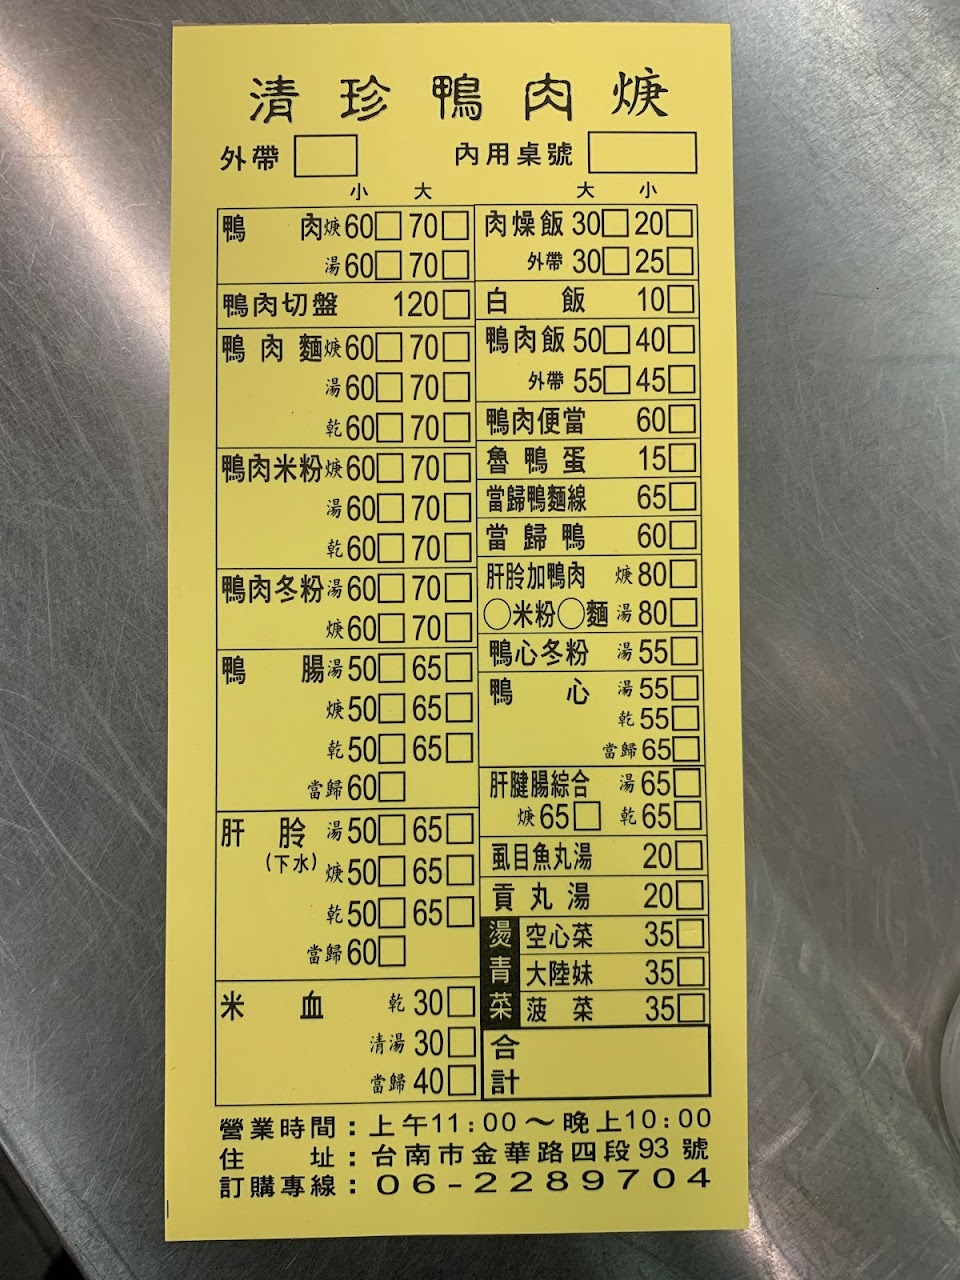 清珍鴨肉焿
外帶
內用桌號
小 大
鴨肉 焿 60 70
湯 60 70
鴨肉切盤 120
鴨肉麵 焿 60 70
湯 60 70
乾 60 70
鴨肉米粉 焿 60 70
湯 60 70
乾 60 70
鴨肉冬粉 湯 60 70
焿 60 70
鴨腸 湯 50 65
焿 50 65
乾 50 65
當歸 60
肝肣 湯 50 65
(下水) 焿 50 65
乾 50 65
當歸 60
米血 乾 30
清湯 30
當歸 40
大 小
肉燥飯 30 20
外帶 30 25
白飯 10
鴨肉飯 50 40
外帶 55 45
鴨肉便當 60
魯鴨蛋 15
當歸鴨麵線 65
當歸鴨 60
肝肣加鴨肉 焿 80
○米粉○麵 湯 80
鴨心冬粉 湯 55
鴨心 湯 55
乾 55
當歸 65
肝腱腸綜合 湯 65
焿 65 乾 65
虱目魚丸湯 20
貢丸湯 20
燙青菜
空心菜 35
大陸妹 35
菠菜 35
合計
營業時間：上午11:00～晚上10:00
住址：台南市金華路四段93號
訂購專線：06-2289704